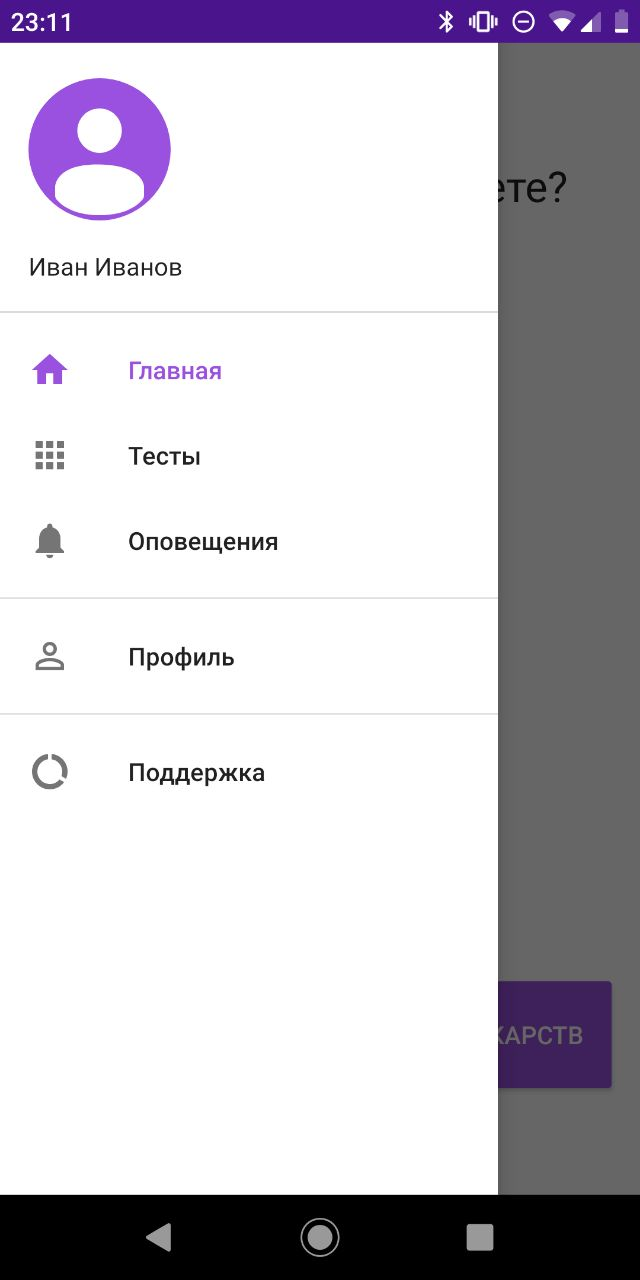 23:11
ете?
Иван Иванов
Главная
Тесты
Оповещения
Профиль
Поддержка
КАРСТВ